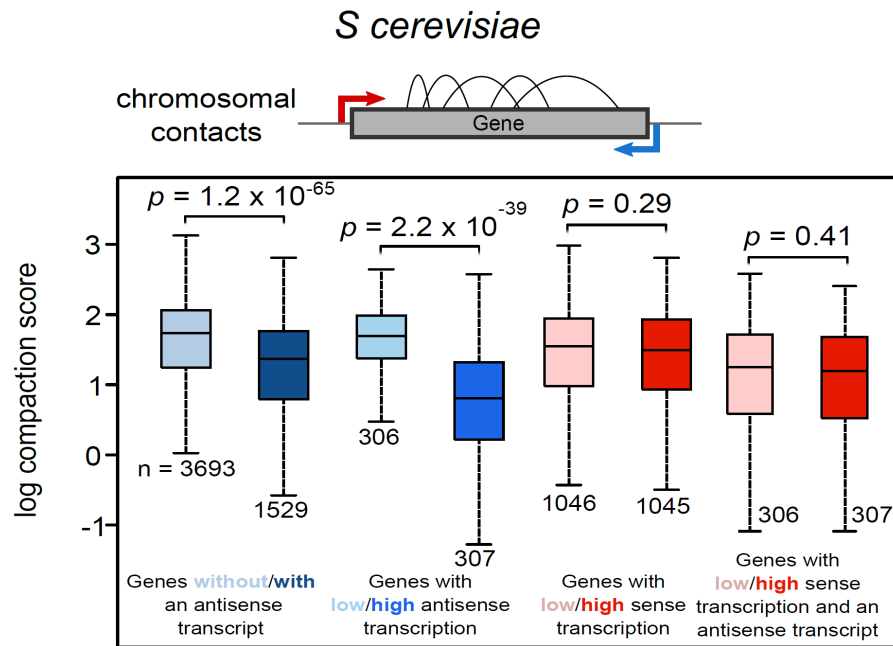 S cerevisiae
chromosomal
contacts
Gene
p = 1.2 x 10-65
p = 2.2 x 10-39
p = 0.29
p = 0.41
log compaction score
3
2
1
0
-1
n = 3693
1529
306
307
1046
1045
306
307
Genes without/with
an antisense
transcript
Genes with
low/high antisense
transcription
Genes with
low/high sense
transcription
Genes with
low/high sense
transcription and an
antisense transcript